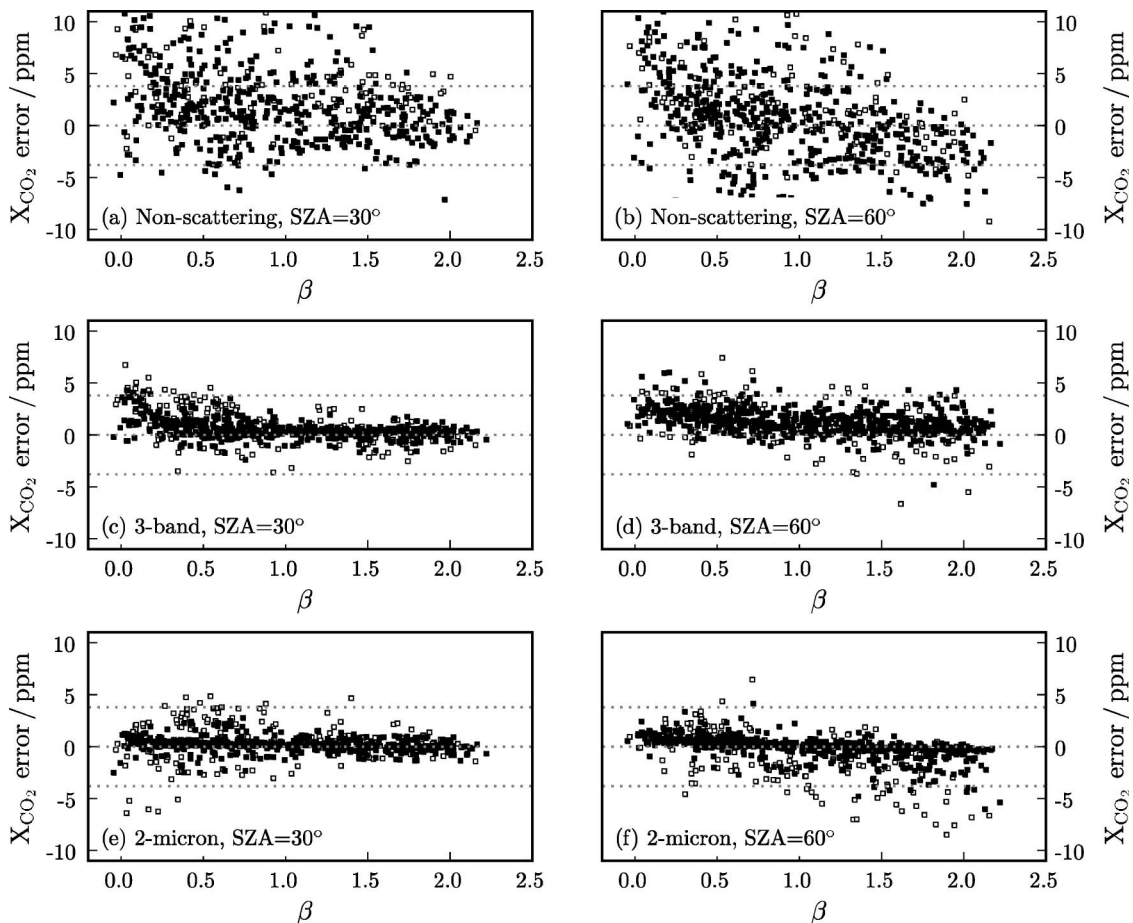 X_CO₂ error / ppm
10
5
0
-5
-10
(a) Non-scattering, SZA=30°
0.0 0.5 1.0 1.5 2.0 2.5
β
(b) Non-scattering, SZA=60°
0.0 0.5 1.0 1.5 2.0 2.5
β
10
5
0
-5
-10
X_CO₂ error / ppm
X_CO₂ error / ppm
10
5
0
-5
-10
(c) 3-band, SZA=30°
0.0 0.5 1.0 1.5 2.0 2.5
β
(d) 3-band, SZA=60°
0.0 0.5 1.0 1.5 2.0 2.5
β
10
5
0
-5
-10
X_CO₂ error / ppm
X_CO₂ error / ppm
10
5
0
-5
-10
(e) 2-micron, SZA=30°
0.0 0.5 1.0 1.5 2.0 2.5
β
(f) 2-micron, SZA=60°
0.0 0.5 1.0 1.5 2.0 2.5
β
10
5
0
-5
-10
X_CO₂ error / ppm